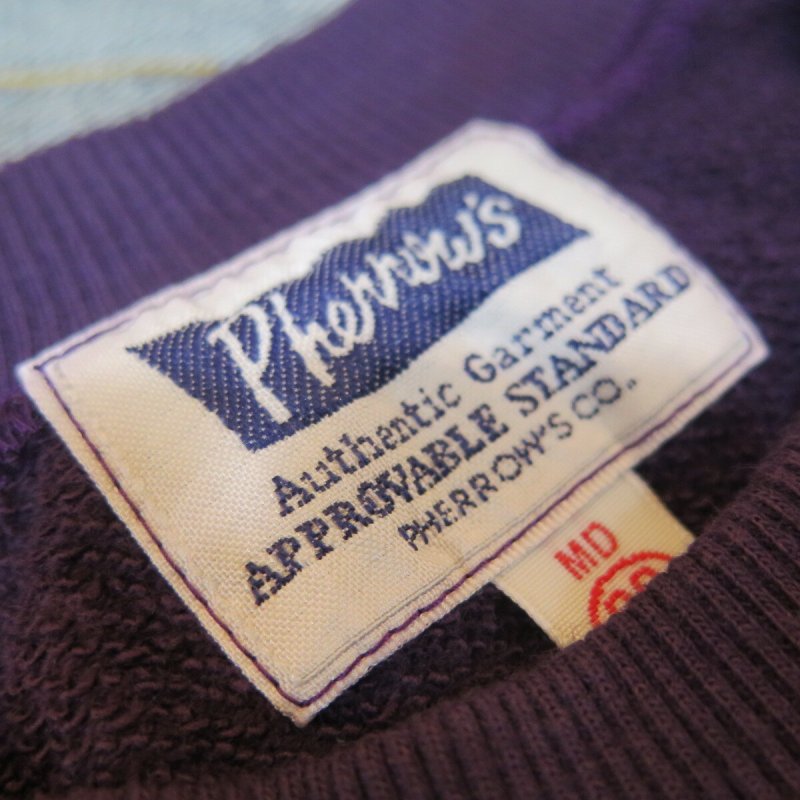 Pherrow's
Authentic Garment
APPROVABLE STANDARD
PHERROW'S CO.,
MD